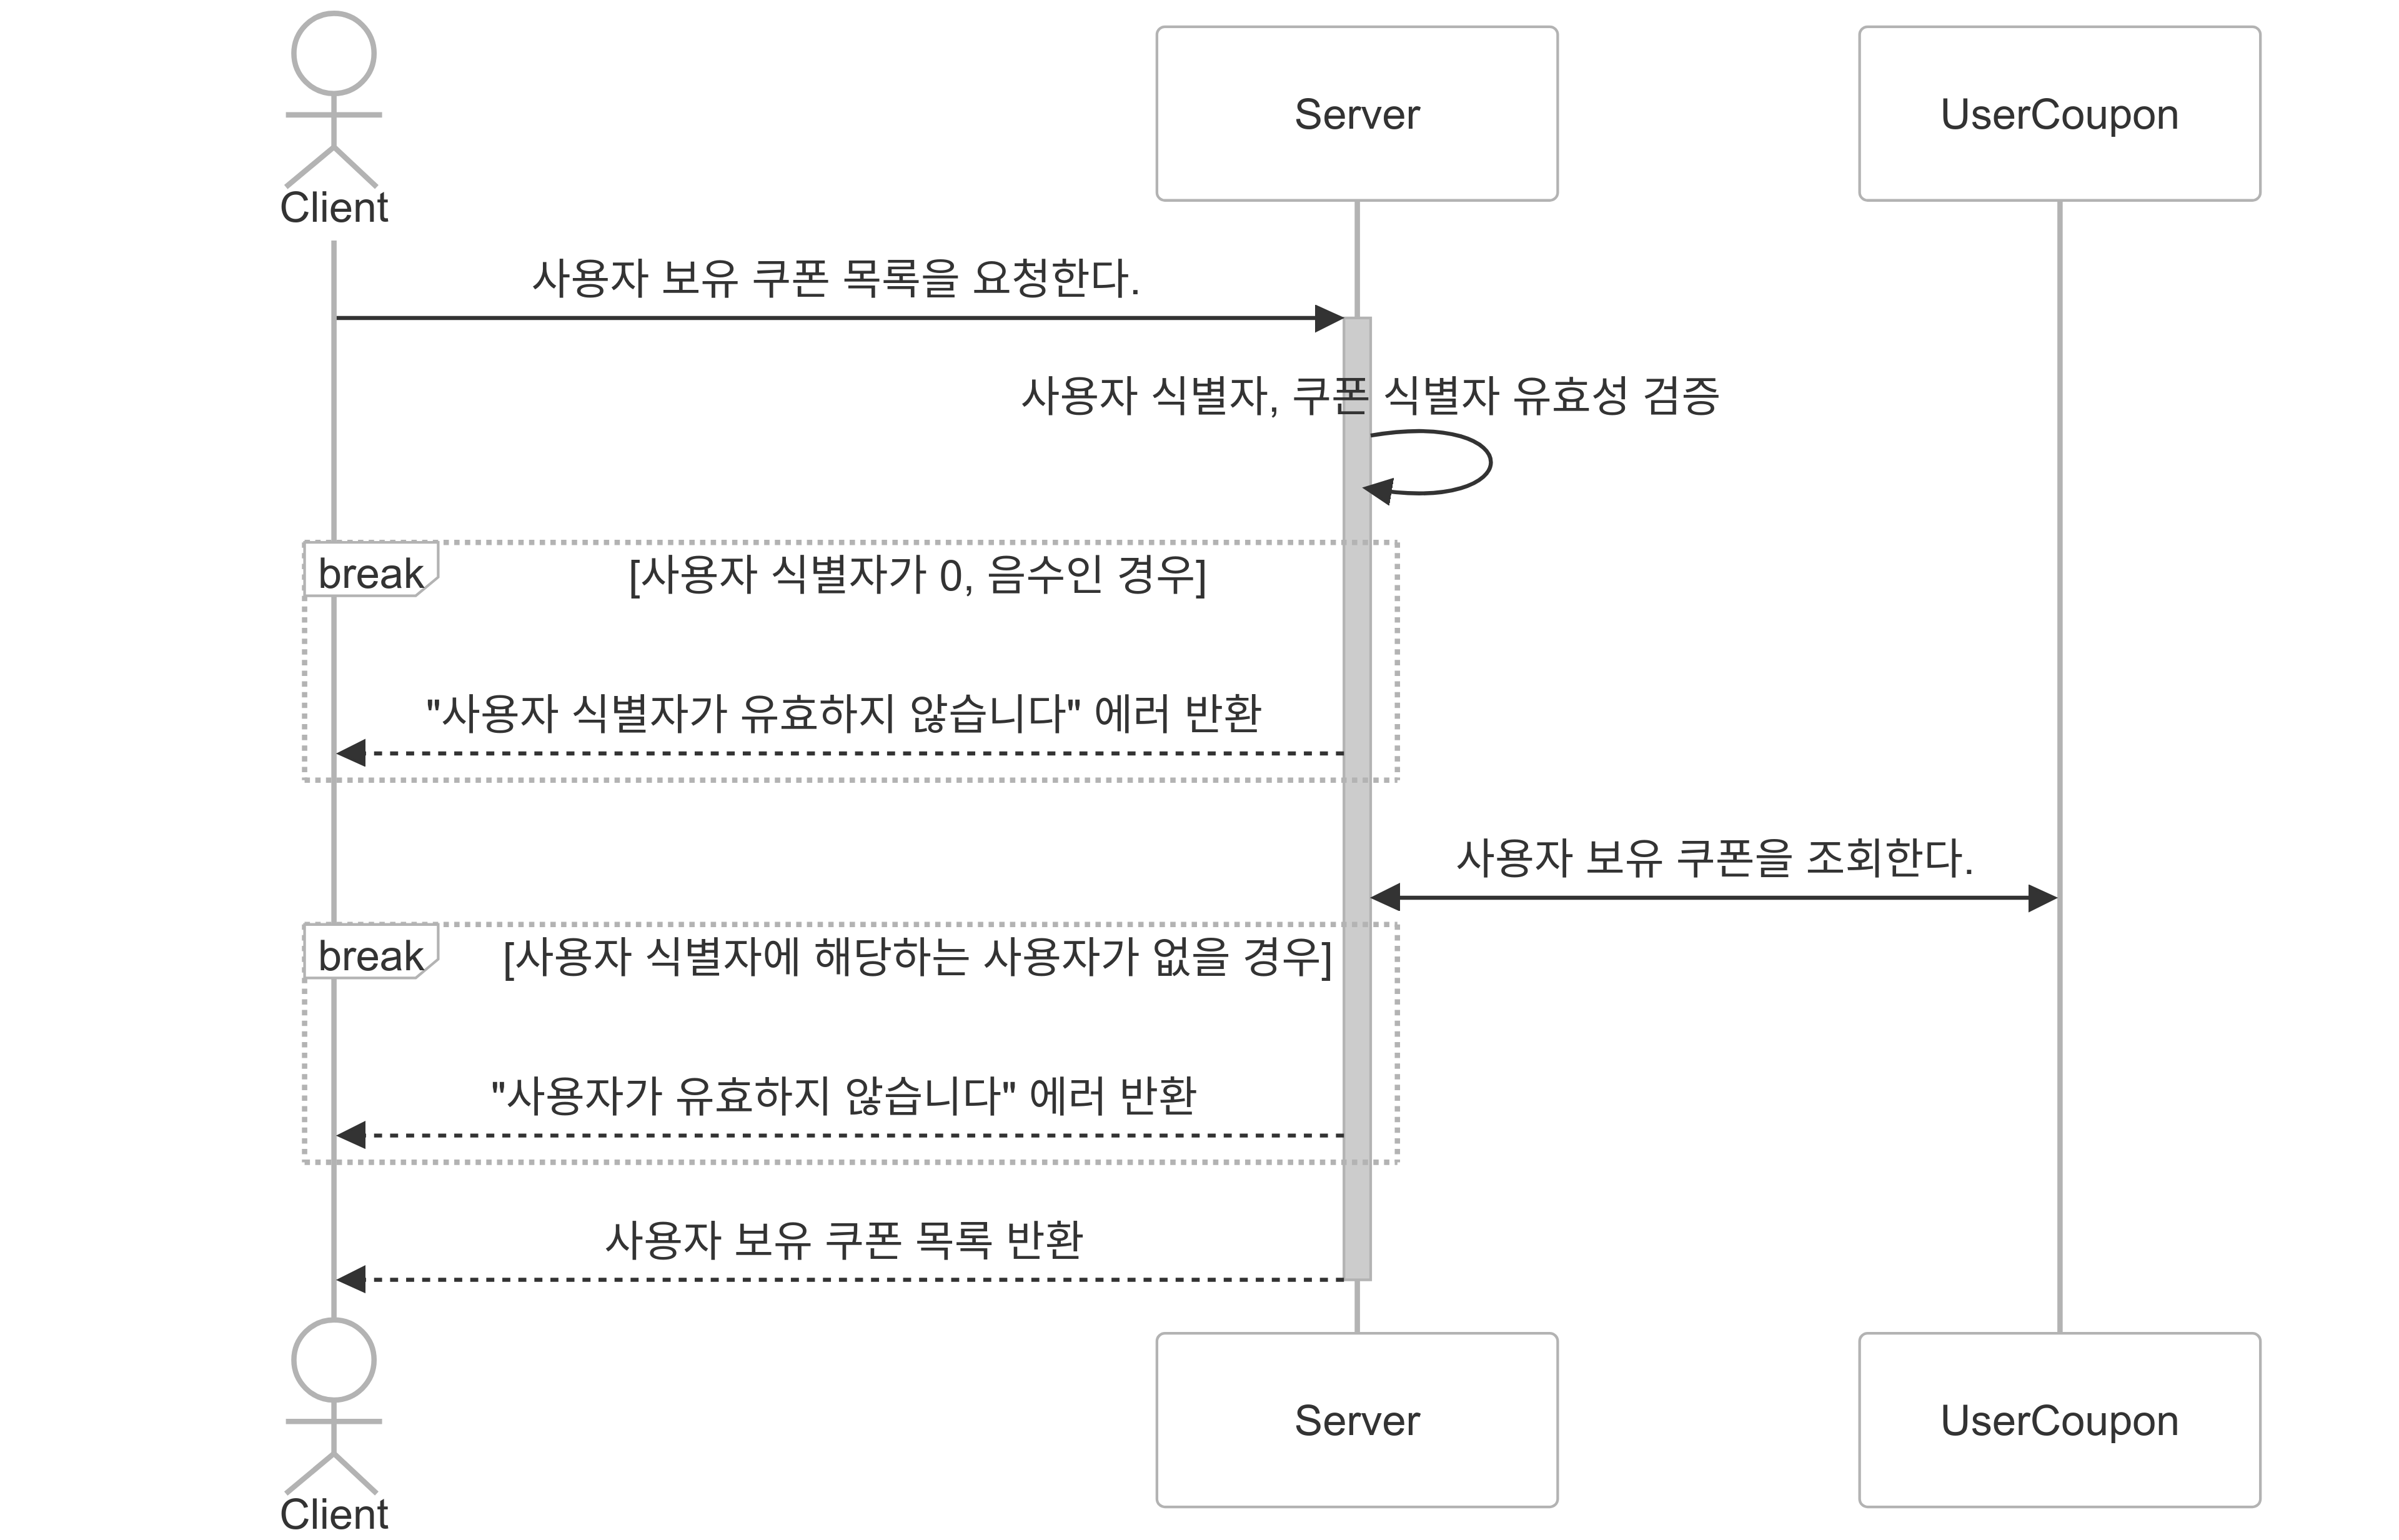 Client
Server
UserCoupon
사용자 보유 쿠폰 목록을 요청한다.
사용자 식별자, 쿠폰 식별자 유효성 검증
break
[사용자 식별자가 0, 음수인 경우]
"사용자 식별자가 유효하지 않습니다" 에러 반환
사용자 보유 쿠폰을 조회한다.
break
[사용자 식별자에 해당하는 사용자가 없을 경우]
"사용자가 유효하지 않습니다" 에러 반환
사용자 보유 쿠폰 목록 반환
Client
Server
UserCoupon